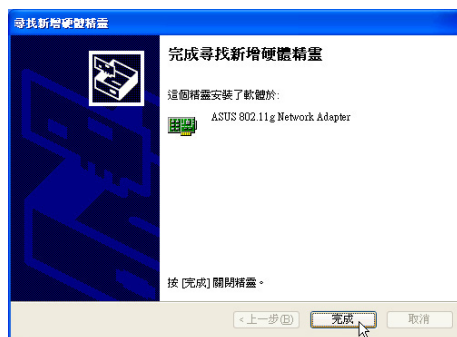 尋找新增硬體精靈
完成尋找新增硬體精靈
這個精靈安裝了軟體於:
ASUS 802.11g Network Adapter
按 [完成] 關閉精靈。
<上一步(B)
完成
取消